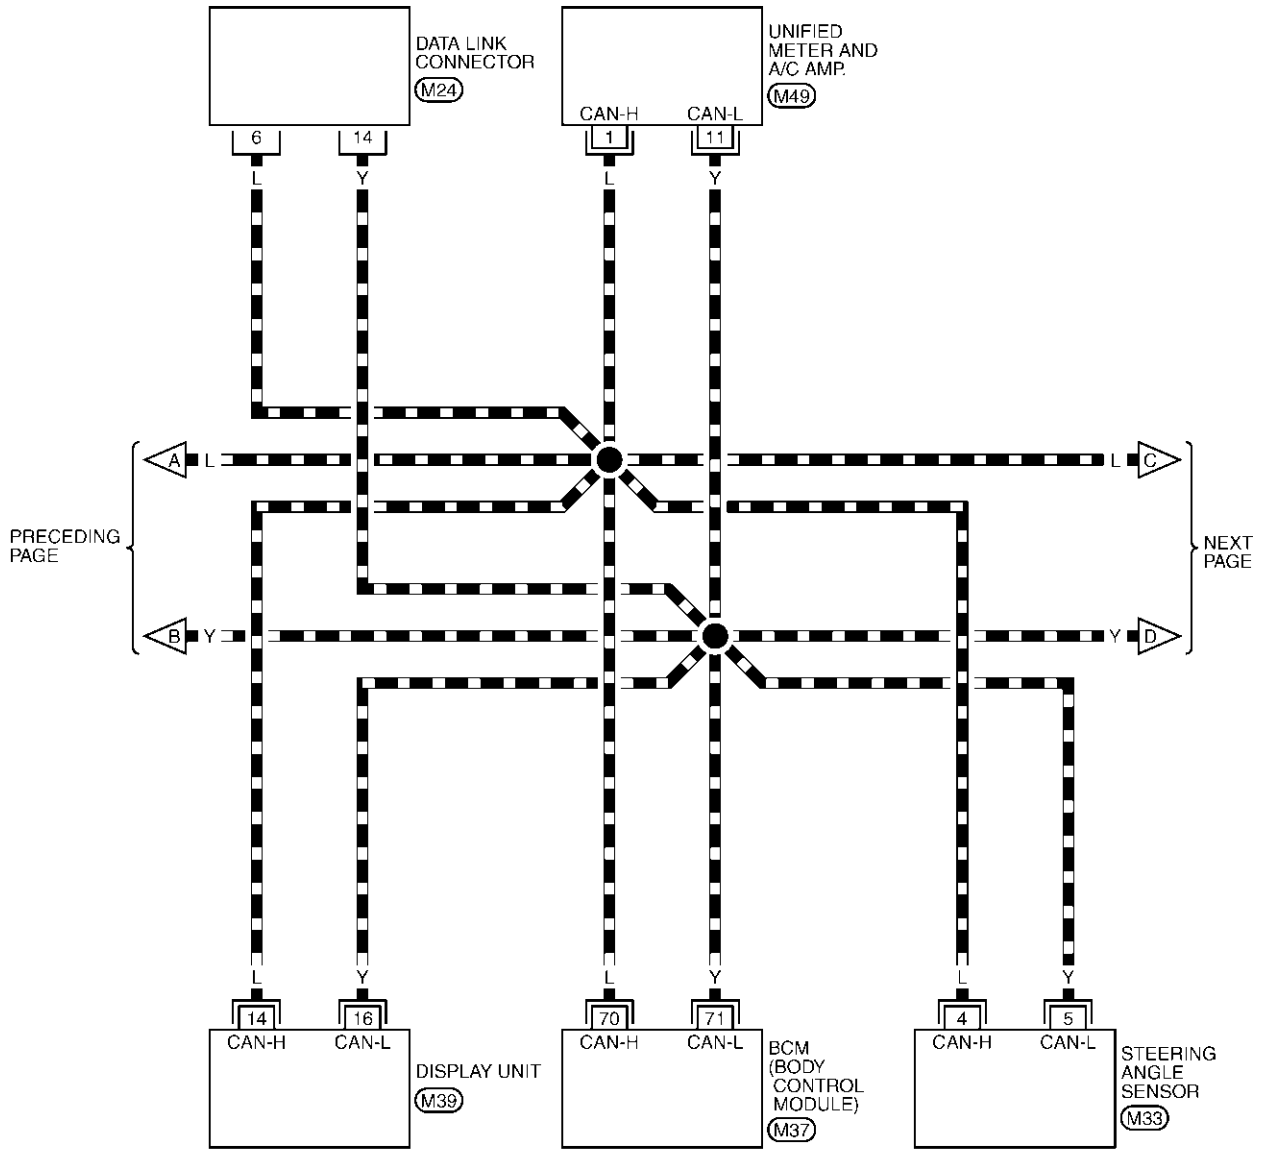 DATA LINK
CONNECTOR
M24
UNIFIED
METER AND
A/C AMP.
M49
CAN-H CAN-L
6 14 1 11
L Y L Y
A L L C
PRECEDING
PAGE
NEXT
PAGE
B Y Y D
L Y L Y L Y
14 16 70 71 4 5
CAN-H CAN-L CAN-H CAN-L CAN-H CAN-L
DISPLAY UNIT
M39
BCM
(BODY
CONTROL
MODULE)
M37
STEERING
ANGLE
SENSOR
M33